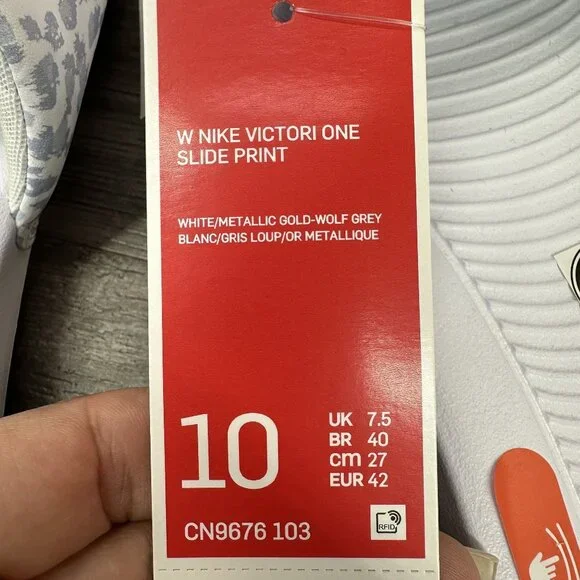 W NIKE VICTORI ONE
SLIDE PRINT
WHITE/METALLIC GOLD-WOLF GREY
BLANC/GRIS LOUP/OR METALLIQUE
10
UK 7.5
BR 40
cm 27
EUR 42
CN9676 103
RFID